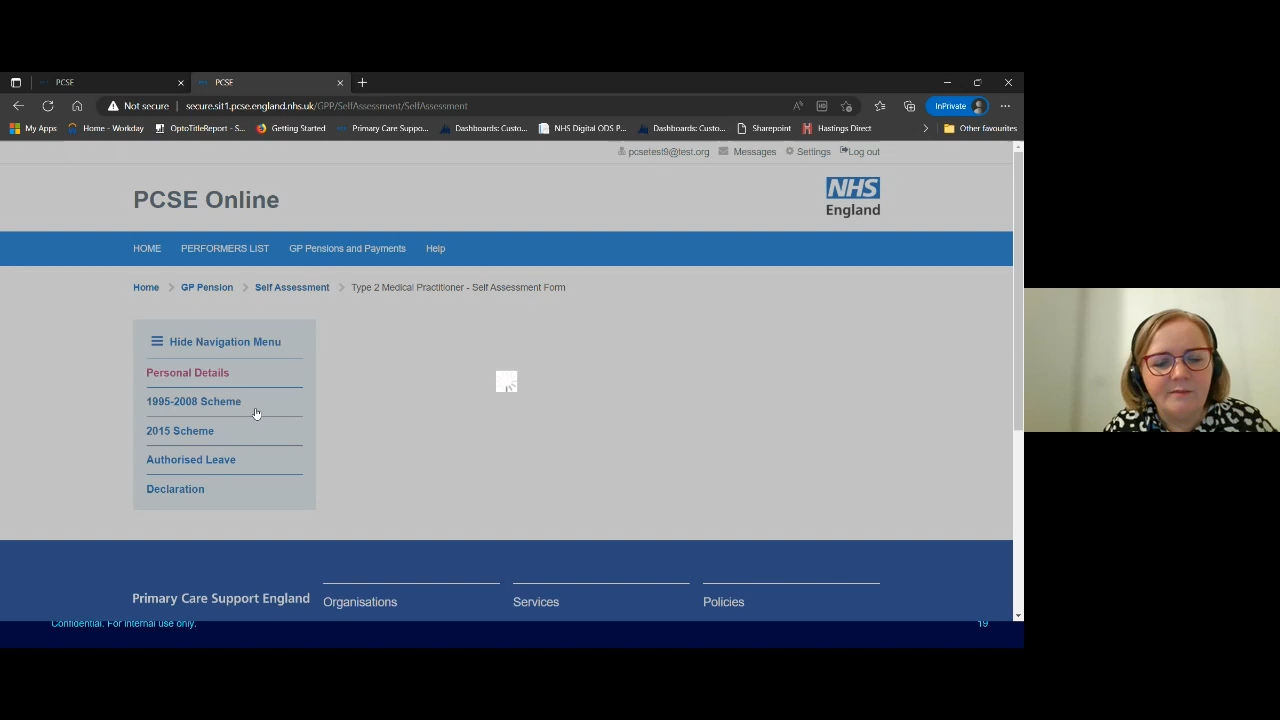 PCSE
PCSE
Not secure
secure.sit1.pcse.england.nhs.uk/GPP/SelfAssessment/SelfAssessment
InPrivate
My Apps
Home - Workday
OptoTitleReport - S...
Getting Started
Primary Care Suppo...
Dashboards: Custo...
NHS Digital ODS P...
Dashboards: Custo...
Sharepoint
Hastings Direct
Other favourites
pcsetest9@test.org
Messages
Settings
Log out
PCSE Online
NHS
England
HOME
PERFORMERS LIST
GP Pensions and Payments
Help
Home
GP Pension
Self Assessment
Type 2 Medical Practitioner - Self Assessment Form
Hide Navigation Menu
Personal Details
1995-2008 Scheme
2015 Scheme
Authorised Leave
Declaration
Primary Care Support England
Organisations
Services
Policies
Confidential. For internal use only.
19